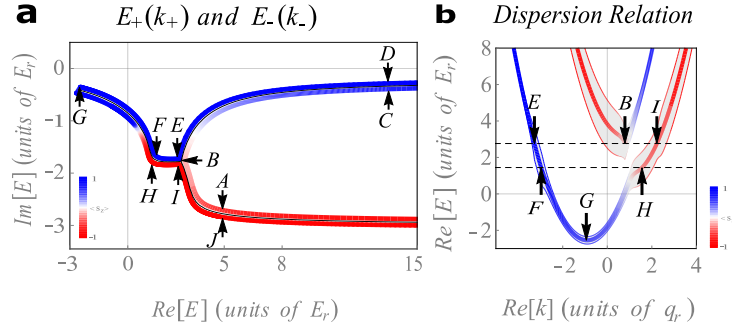 a
E₊(k₊) and E₋(k₋)
b
Dispersion Relation
Im[E] (units of Eᵣ)
0
−1
−2
−3
−3
0
5
8
15
Re[E] (units of Eᵣ)
D
C
G
F
E
B
H
I
A
J
1
-1
Re[E] (units of Eᵣ)
8
6
4
2
0
−2
−2
0
2
4
Re[k] (units of qᵣ)
E
B
I
F
G
H
1
-1